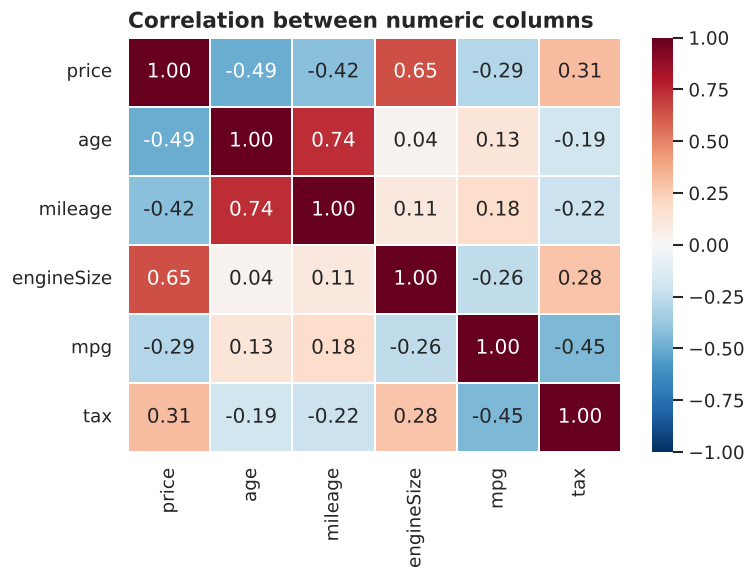 Correlation between numeric columns
price 1.00 -0.49 -0.42 0.65 -0.29 0.31
age -0.49 1.00 0.74 0.04 0.13 -0.19
mileage -0.42 0.74 1.00 0.11 0.18 -0.22
engineSize 0.65 0.04 0.11 1.00 -0.26 0.28
mpg -0.29 0.13 0.18 -0.26 1.00 -0.45
tax 0.31 -0.19 -0.22 0.28 -0.45 1.00
price age mileage engineSize mpg tax
1.00
0.75
0.50
0.25
0.00
−0.25
−0.50
−0.75
−1.00